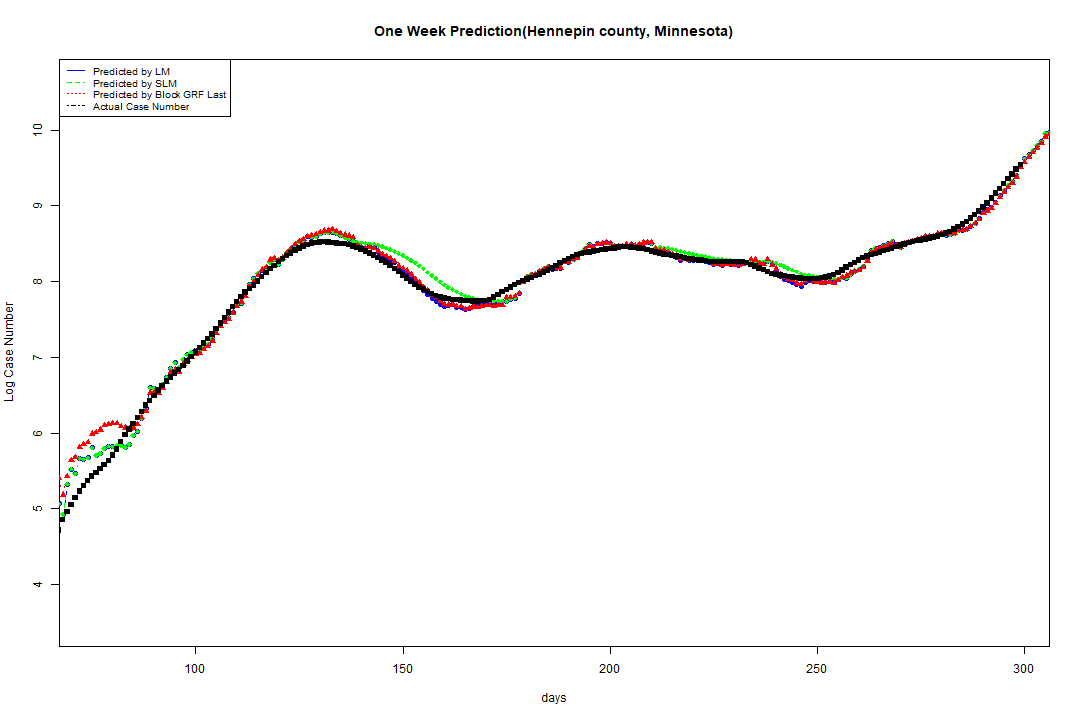 One Week Prediction(Hennepin county, Minnesota)
Predicted by LM
Predicted by SLM
Predicted by Block GRF Last
Actual Case Number
10
9
8
7
6
5
4
Log Case Number
100 150 200 250 300
days